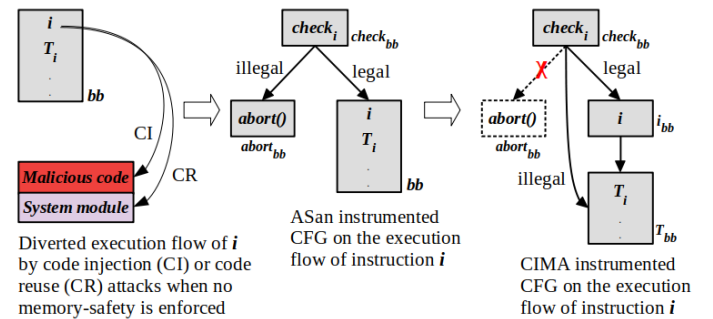 i
T_i
.
.
bb
CI
CR
Malicious code
System module
Diverted execution flow of i
by code injection (CI) or code
reuse (CR) attacks when no
memory-safety is enforced
check_i
check_bb
illegal
legal
abort()
abort_bb
i
T_i
.
.
bb
ASan instrumented
CFG on the execution
flow of instruction i
check_i
check_bb
X
legal
abort()
abort_bb
i
i_bb
illegal
T_i
.
.
T_bb
CIMA instrumented
CFG on the execution
flow of instruction i